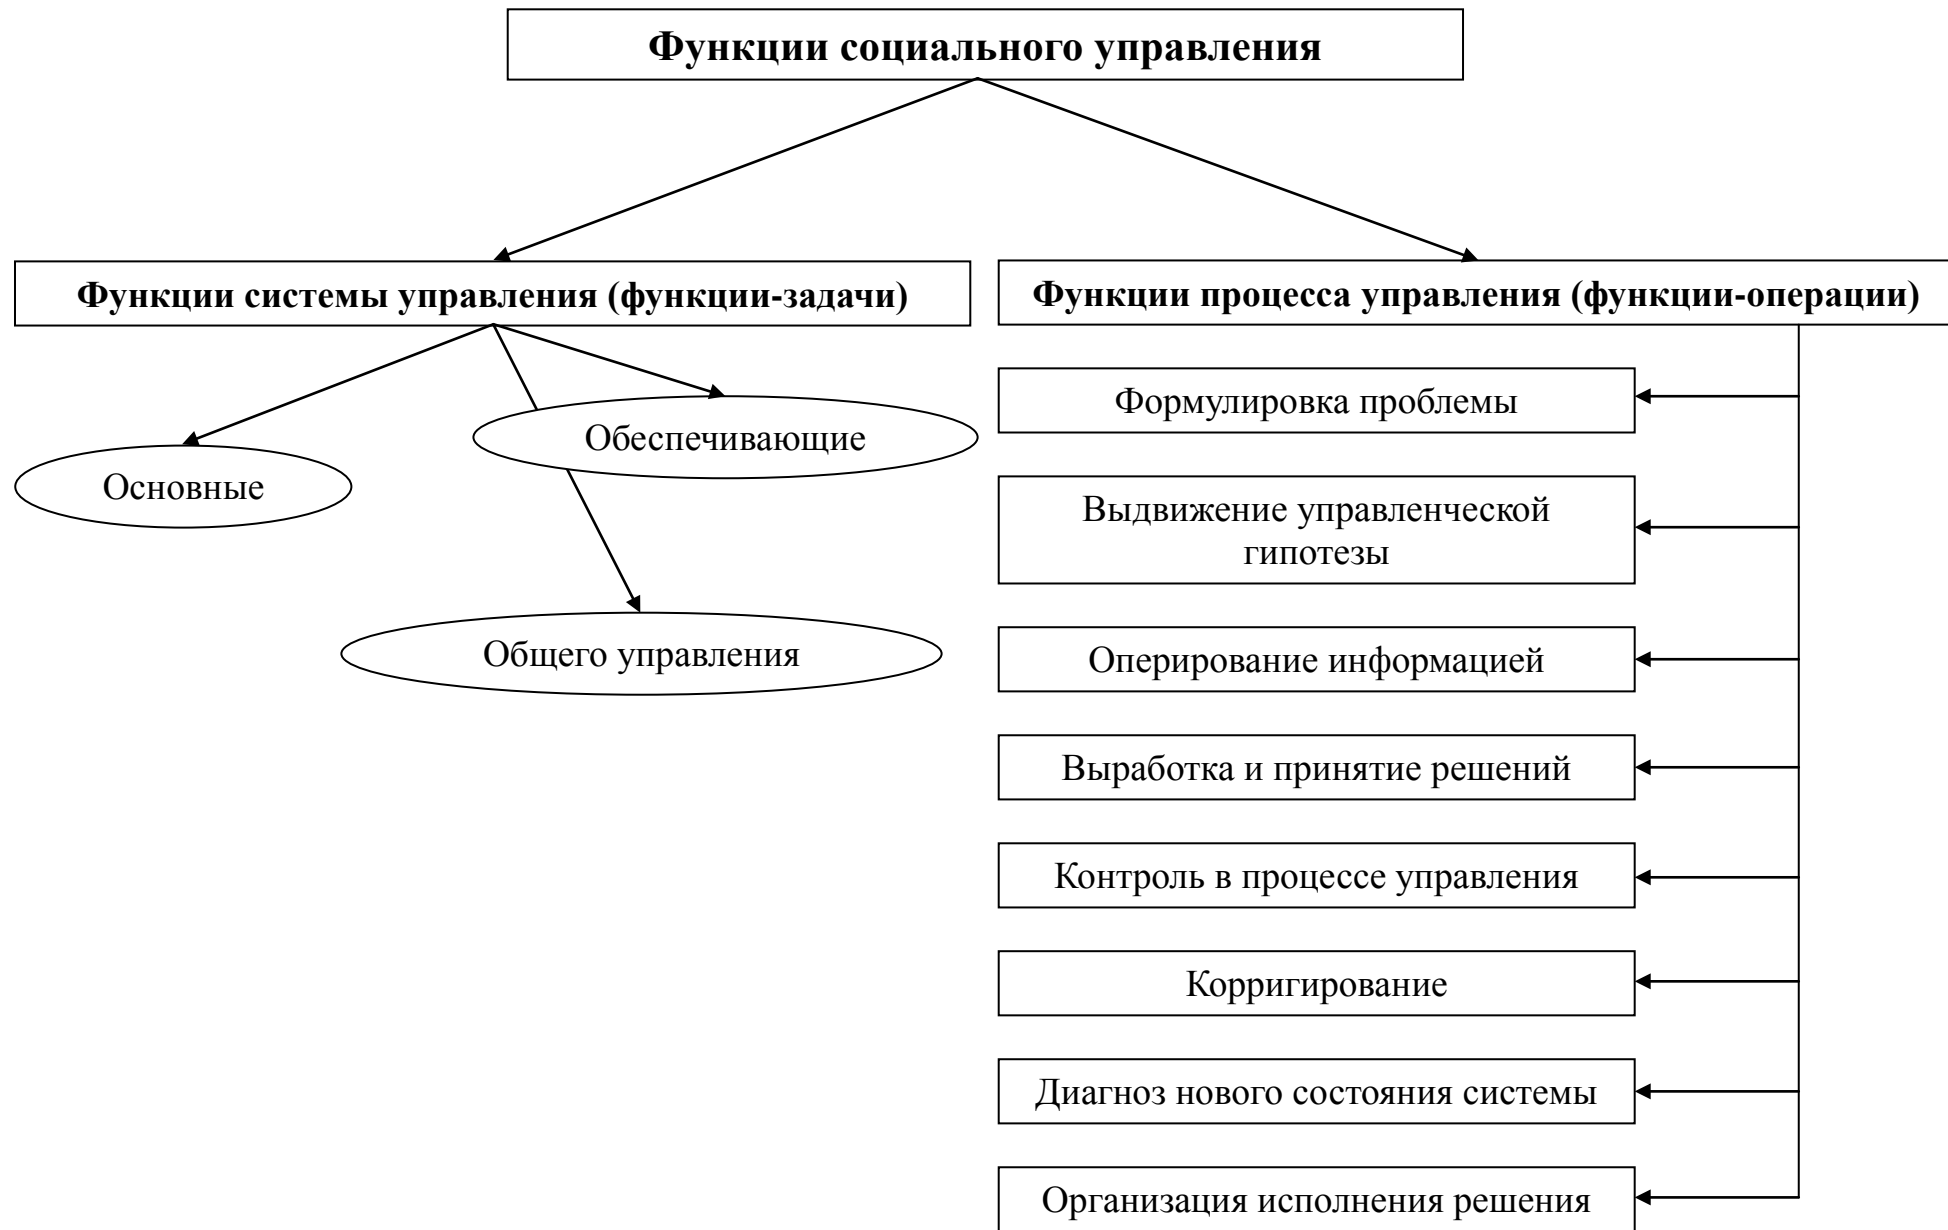 Функции социального управления
Функции системы управления (функции-задачи)
Функции процесса управления (функции-операции)
Основные
Обеспечивающие
Общего управления
Формулировка проблемы
Выдвижение управленческой
гипотезы
Оперирование информацией
Выработка и принятие решений
Контроль в процессе управления
Корригирование
Диагноз нового состояния системы
Организация исполнения решения